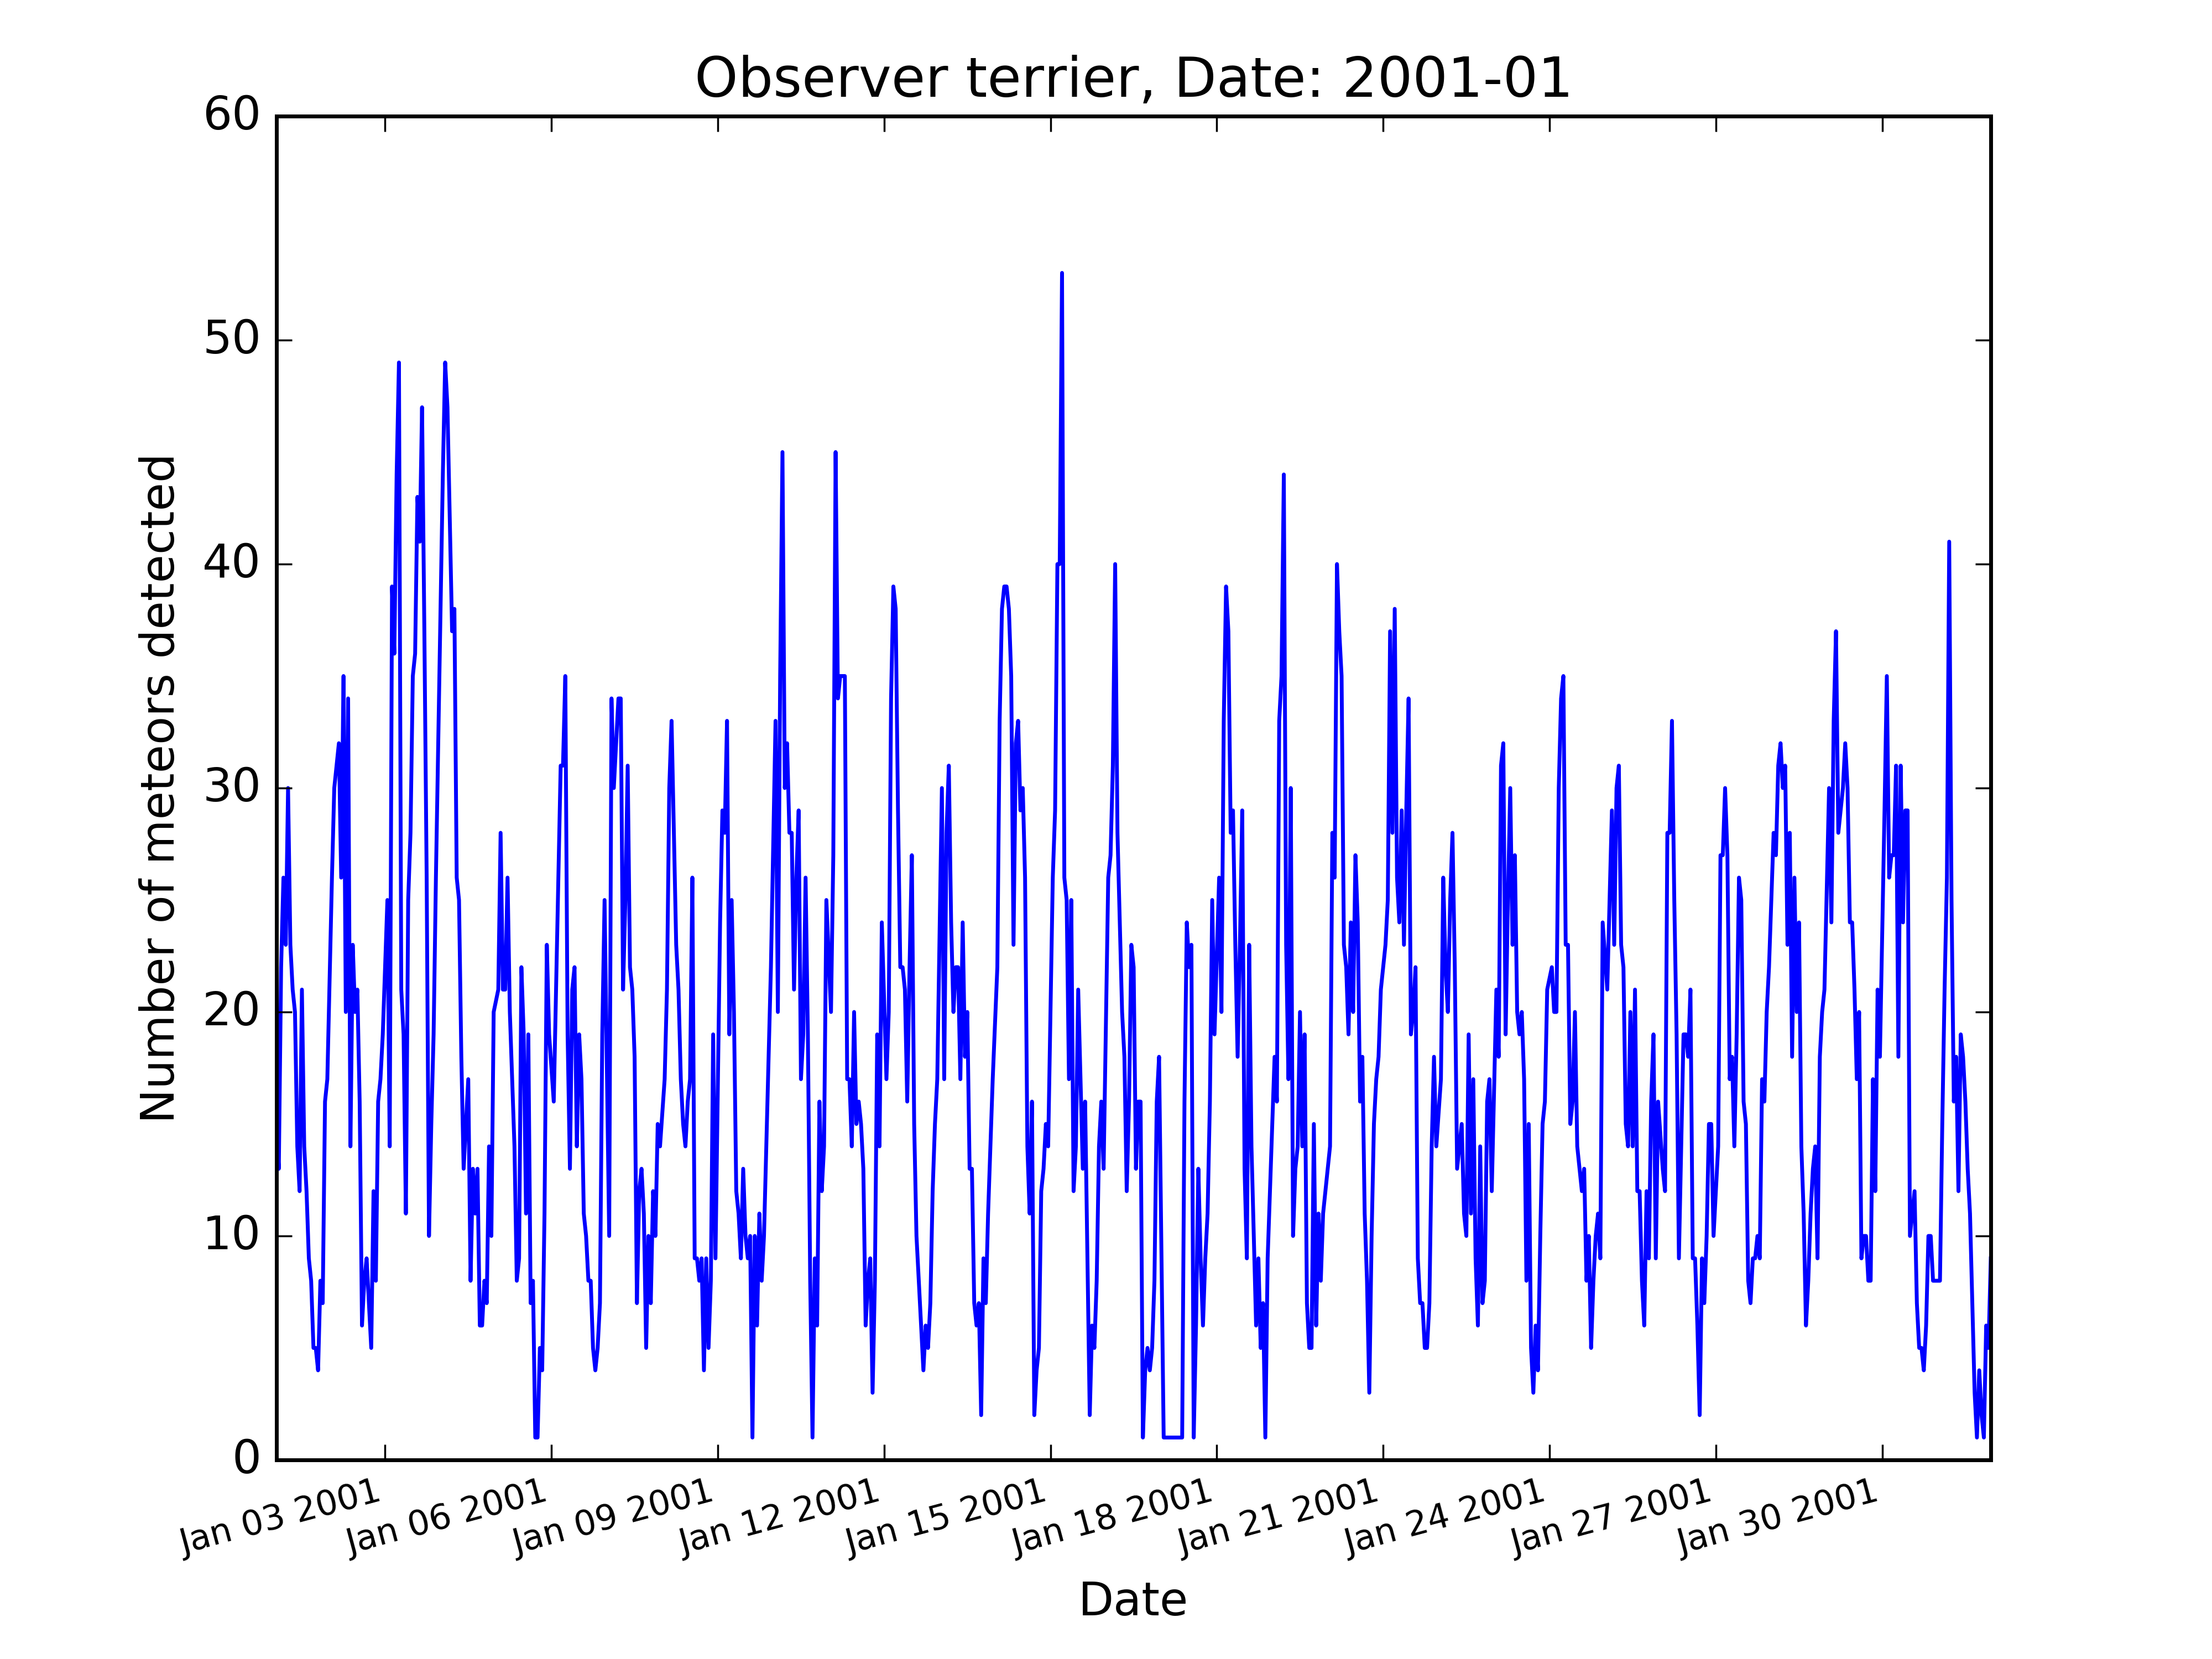 Observer terrier, Date: 2001-01
60
50
40
30
20
10
0
Number of meteors detected
Jan 03 2001
Jan 06 2001
Jan 09 2001
Jan 12 2001
Jan 15 2001
Jan 18 2001
Jan 21 2001
Jan 24 2001
Jan 27 2001
Jan 30 2001
Date